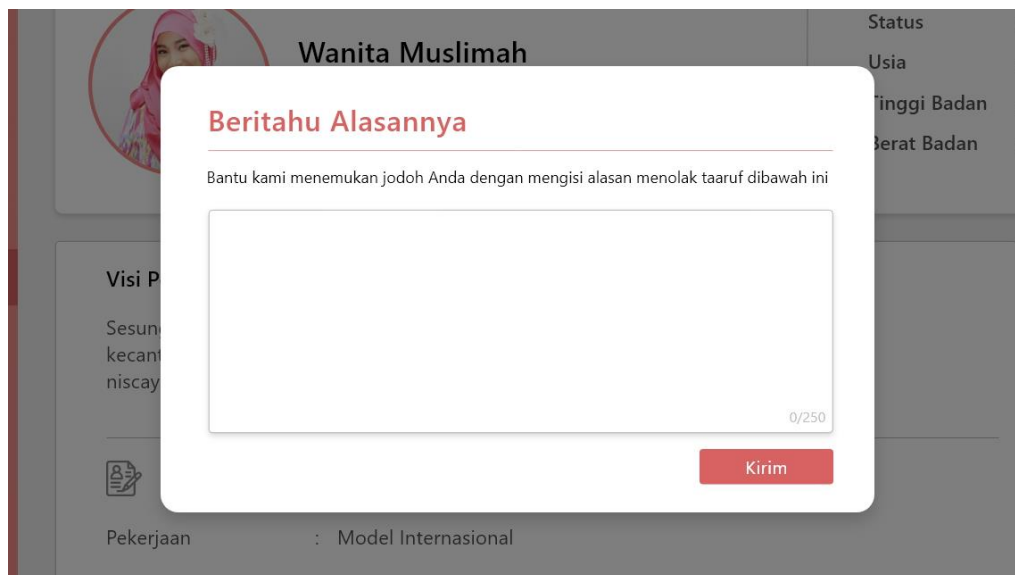 Wanita Muslimah
Status
Usia
Tinggi Badan
Berat Badan
Beritahu Alasannya
Bantu kami menemukan jodoh Anda dengan mengisi alasan menolak taaruf dibawah ini
0/250
Kirim
Visi
Pekerjaan : Model Internasional